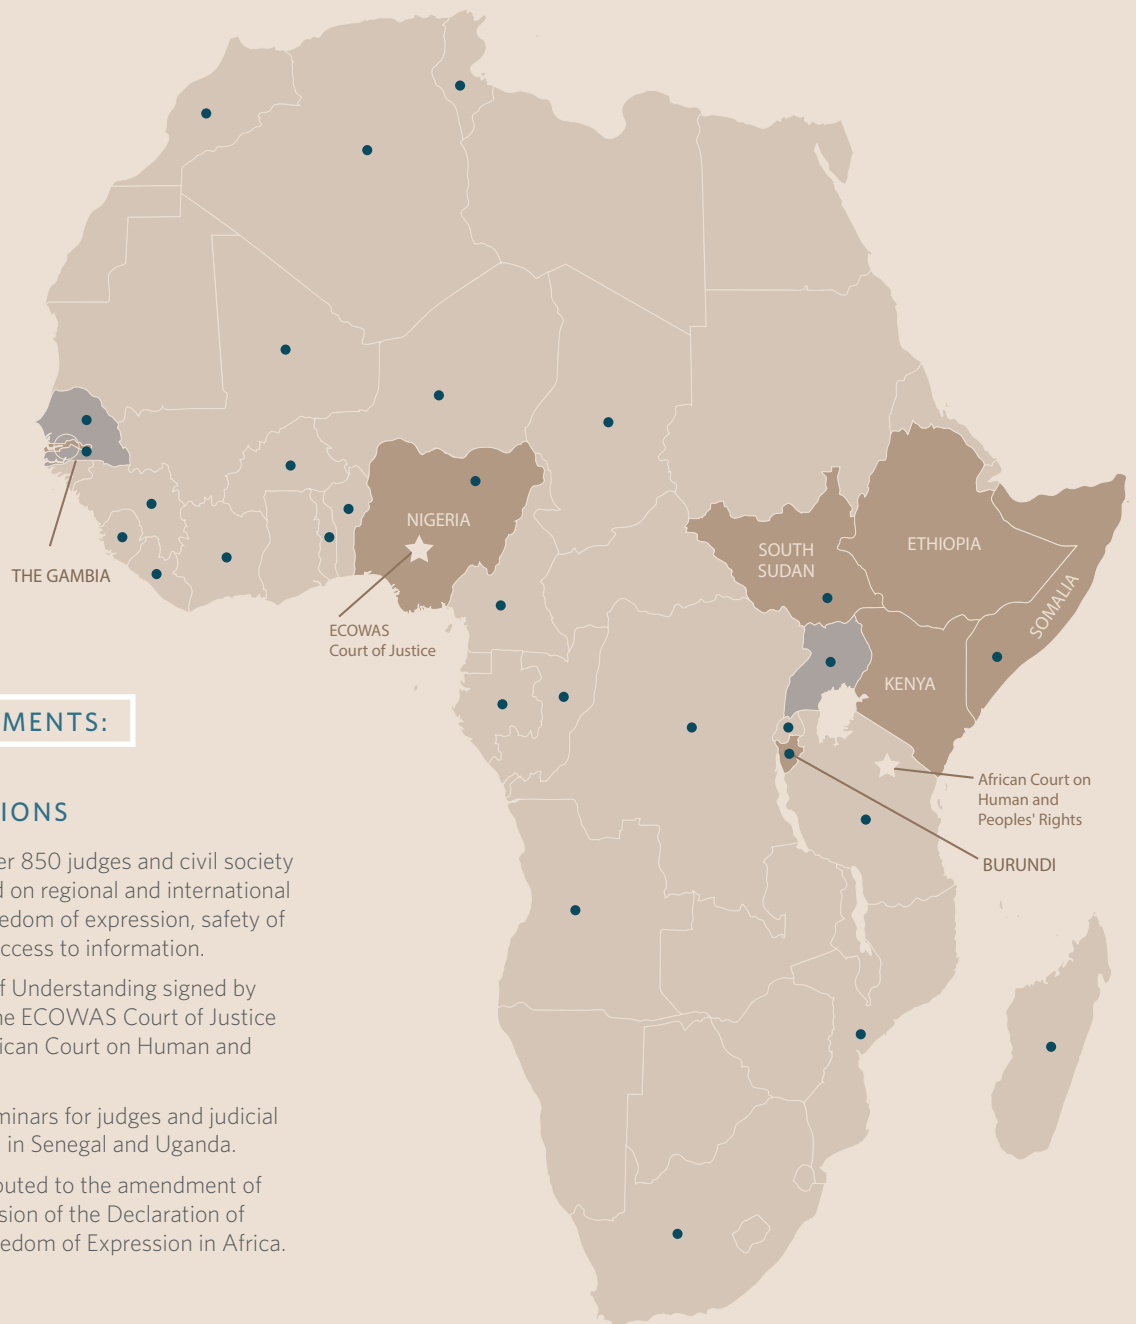 NIGERIA
SOUTH
SUDAN
ETHIOPIA
SOMALIA
KENYA
THE GAMBIA
ECOWAS
Court of Justice
African Court on
Human and
Peoples' Rights
BURUNDI
MENTS:
IONS
er 850 judges and civil society
d on regional and international
edom of expression, safety of
ccess to information.
f Understanding signed by
he ECOWAS Court of Justice
ican Court on Human and
minars for judges and judicial
in Senegal and Uganda.
outed to the amendment of
sion of the Declaration of
eedom of Expression in Africa.